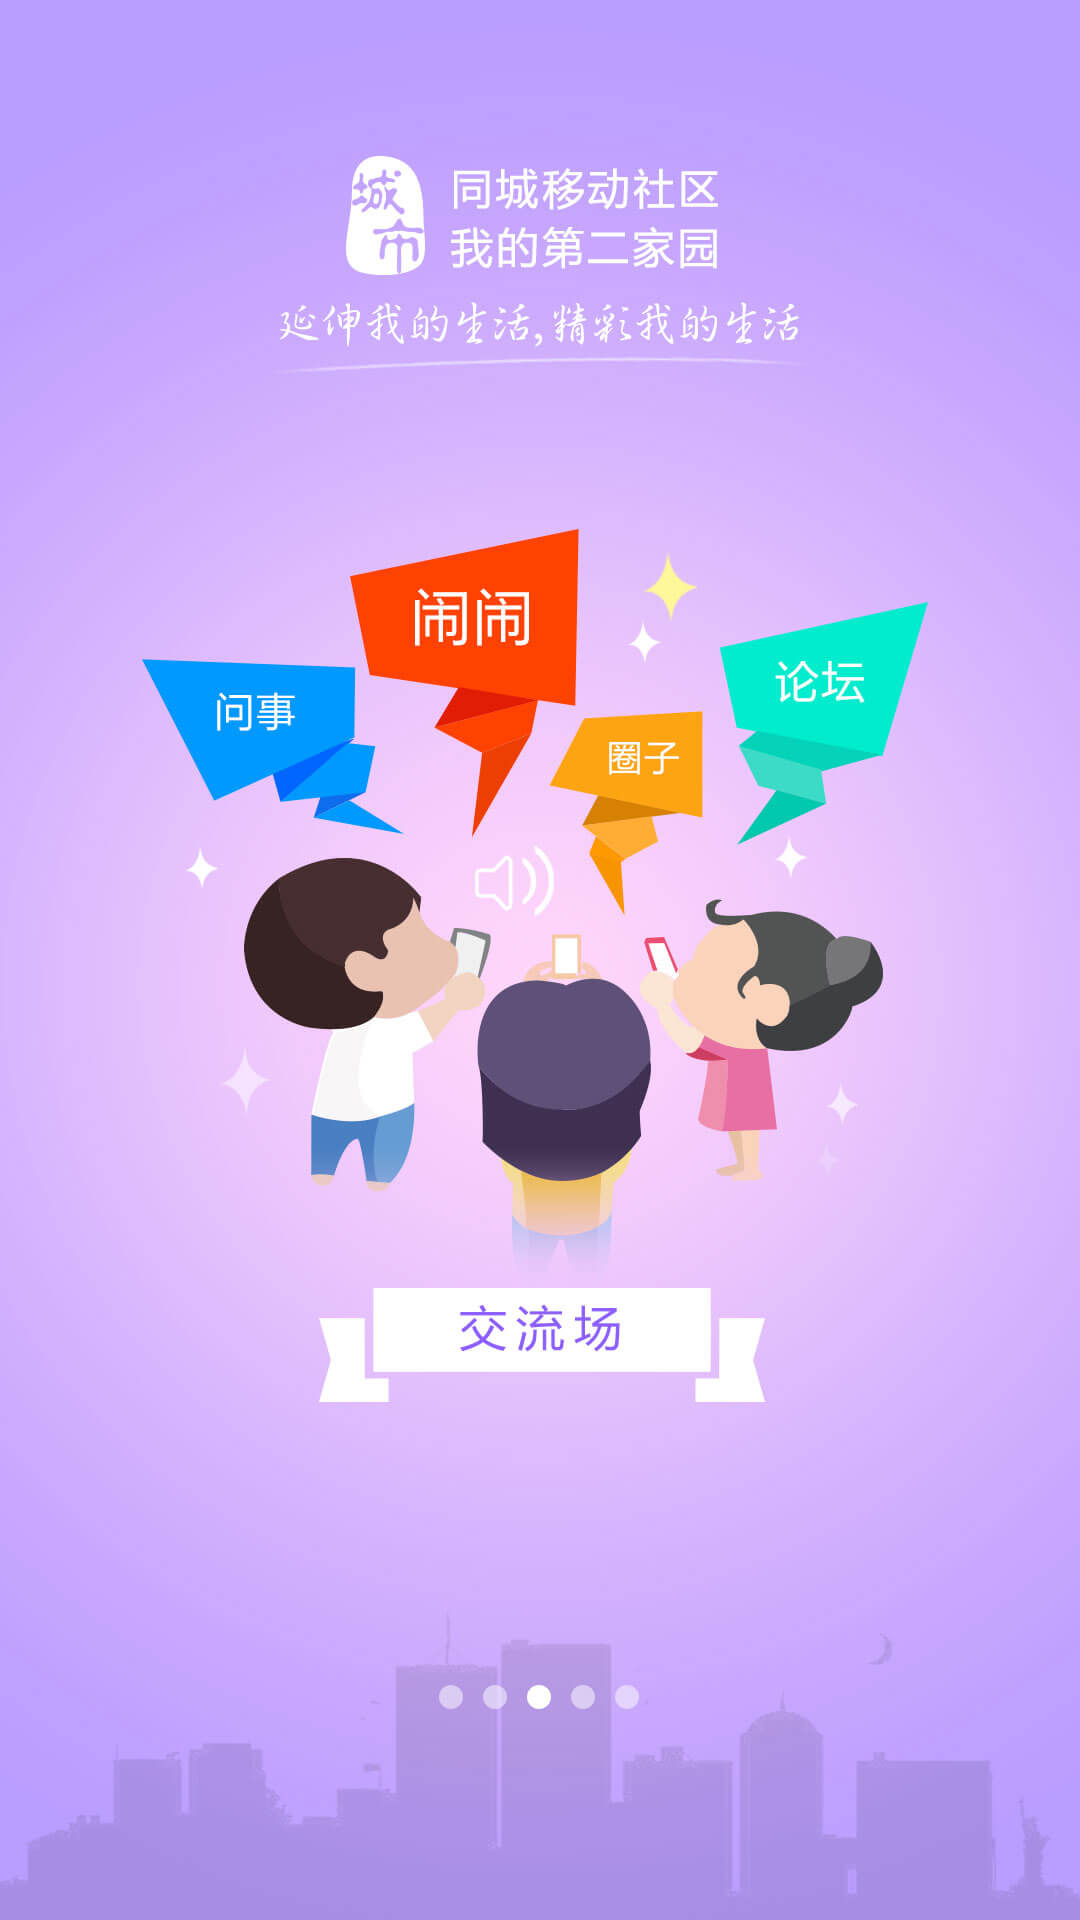 城市
同城移动社区
我的第二家园
延伸我的生活,精彩我的生活
闹闹
问事
论坛
圈子
交流场